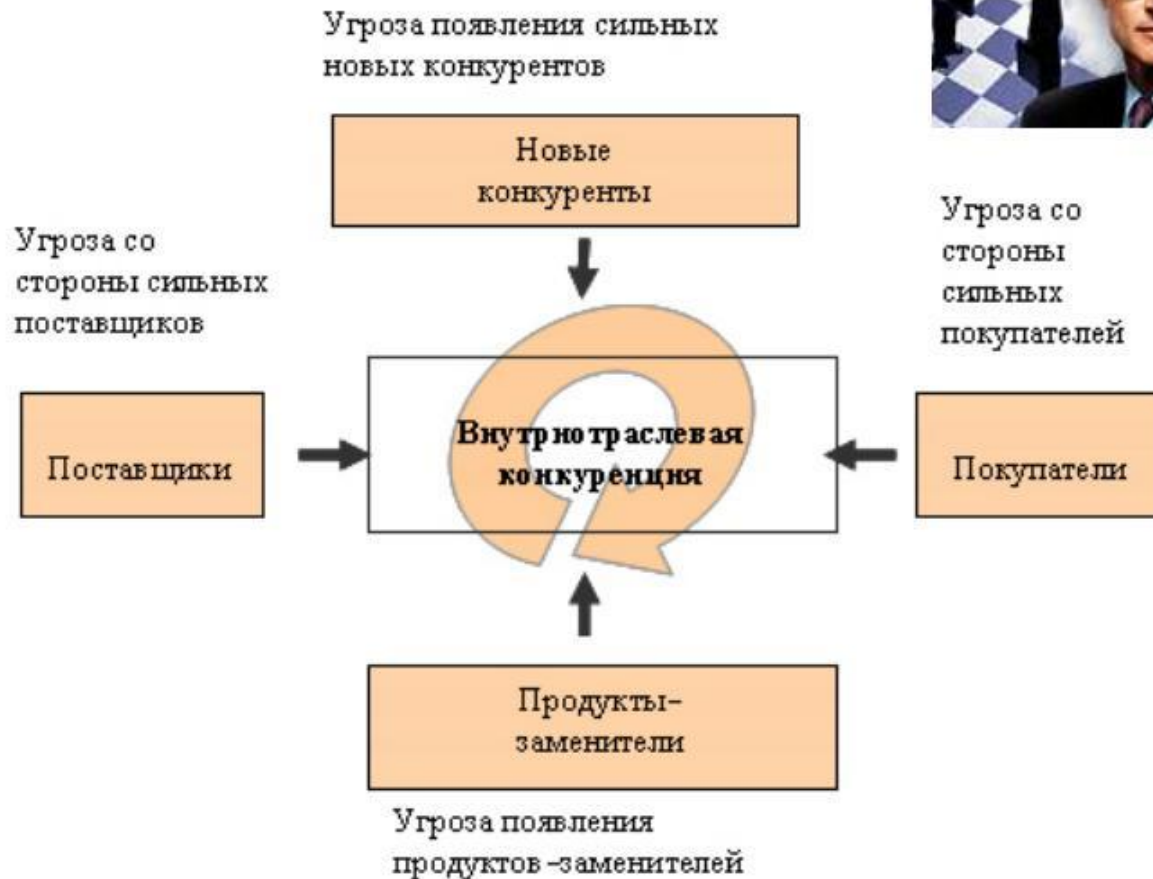 Угроза появления сильных
новых конкурентов
Новые
конкуренты
Угроза со
стороны сильных
поставщиков
Угроза со
стороны
сильных
покупателей
Поставщики
Внутриотраслевая
конкуренция
Покупатели
Продукты-
заменители
Угроза появления
продуктов –заменителей